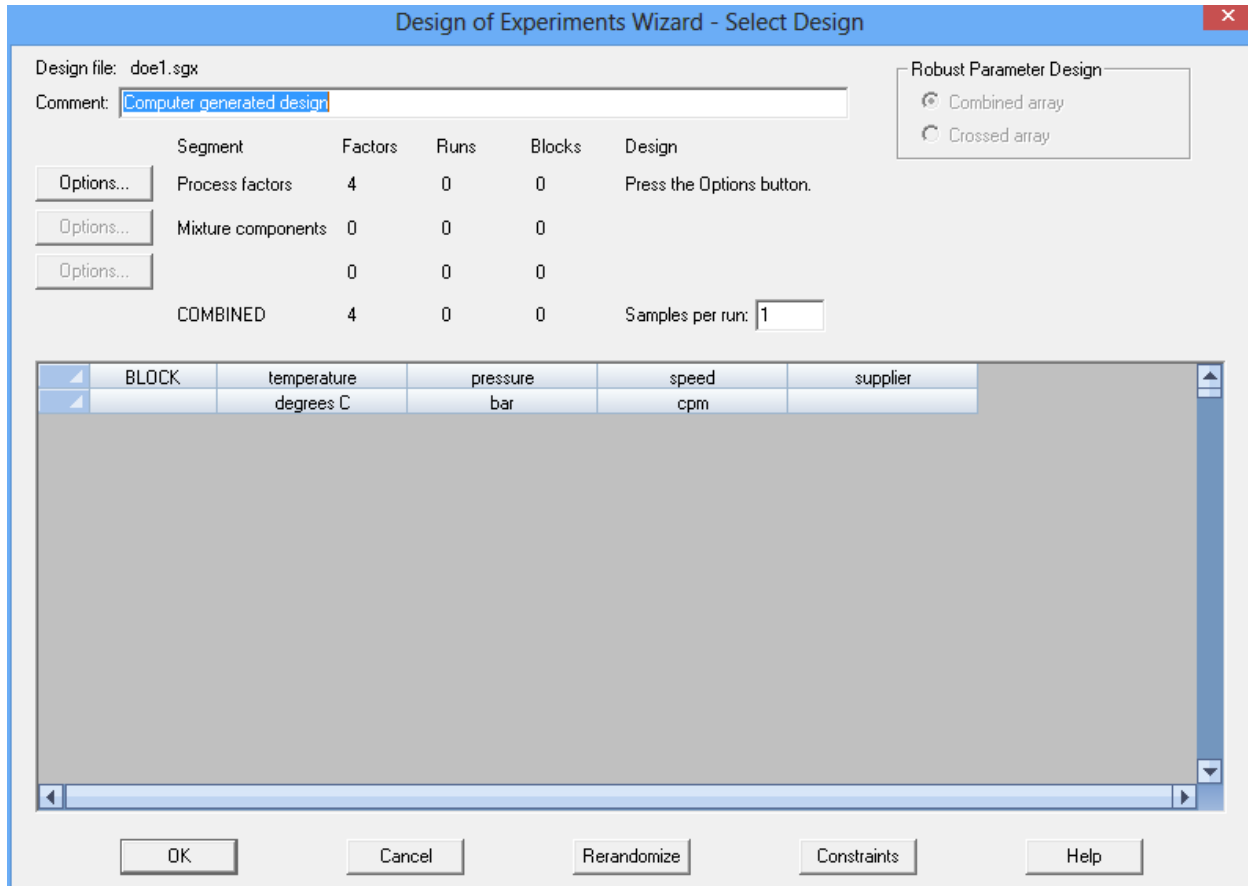 Design of Experiments Wizard - Select Design
Design file: doe1.sgx
Comment: Computer generated design
Robust Parameter Design
Combined array
Crossed array
Segment Factors Runs Blocks Design
Options... Process factors 4 0 0 Press the Options button.
Options... Mixture components 0 0 0
Options... 0 0 0
COMBINED 4 0 0 Samples per run: 1
BLOCK temperature pressure speed supplier
degrees C bar cpm
OK Cancel Rerandomize Constraints Help